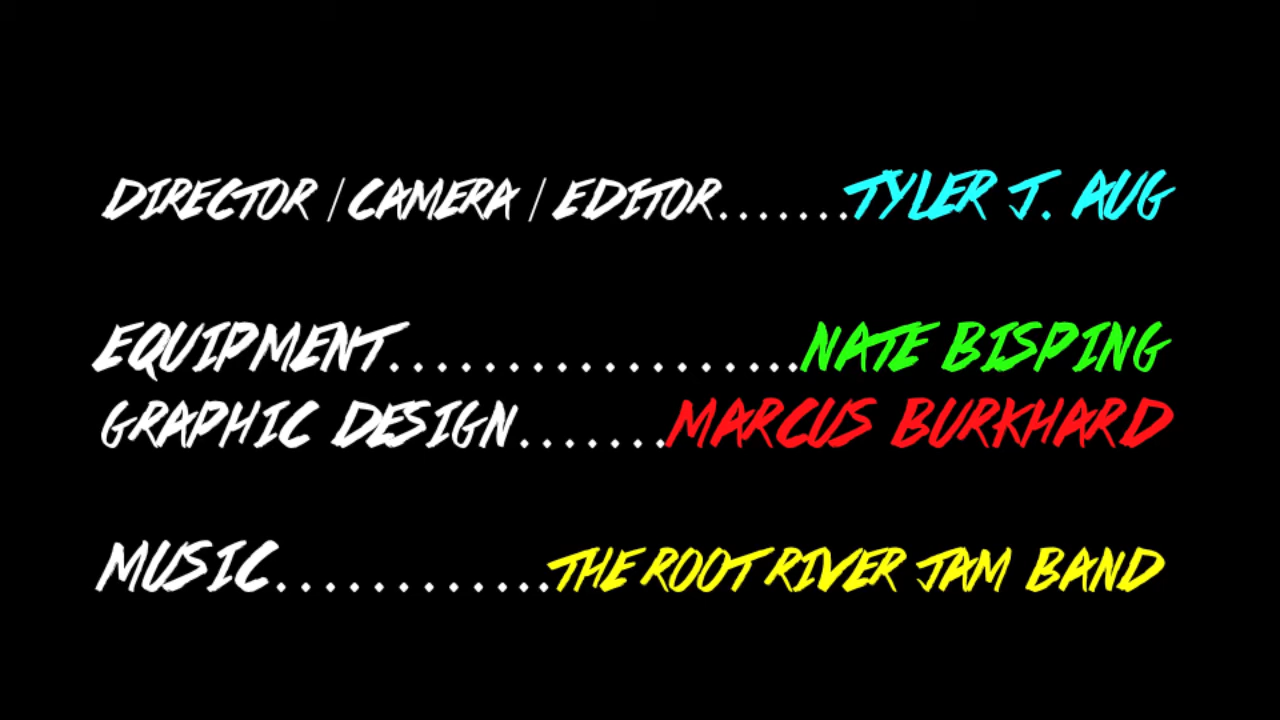 DIRECTOR / CAMERA / EDITOR.......TYLER J. AUG
EQUIPMENT..................NATE BISPING
GRAPHIC DESIGN.......MARCUS BURKHARD
MUSIC............THE ROOT RIVER JAM BAND